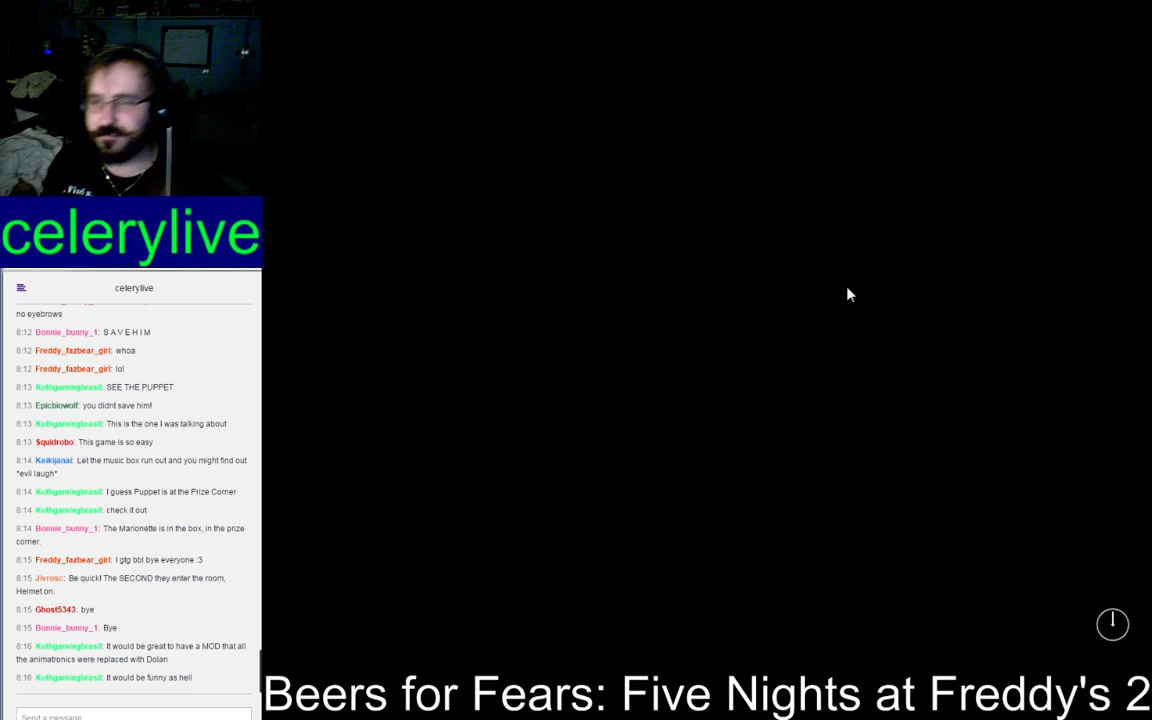 celerylive
celerylive
no eyebrows
8:12 Bonnie_bunny_1: S A V E H I M
8:12 Freddy_fazbear_girl: whoa
8:12 Freddy_fazbear_girl: lol
8:13 Kothgamingbrasil: SEE THE PUPPET
8:13 Epicbiowolf: you didnt save him!
8:13 Kothgamingbrasil: This is the one I was talking about
8:13 Squidrobo: This game is so easy
8:14 Keikijanai: Let the music box run out and you might find out
*evil laugh*
8:14 Kothgamingbrasil: I guess Puppet is at the Prize Corner
8:14 Kothgamingbrasil: check it out
8:14 Bonnie_bunny_1: The Marionette is in the box, in the prize
corner.
8:15 Freddy_fazbear_girl: I gtg bbl bye everyone :3
8:15 Jivrosc: Be quick! The SECOND they enter the room,
Helmet on.
8:15 Ghost5343: bye
8:15 Bonnie_bunny_1: Bye
8:16 Kothgamingbrasil: It would be great to have a MOD that all
the animatronics were replaced with Dolan
8:16 Kothgamingbrasil: It would be funny as hell
Send a message
Beers for Fears: Five Nights at Freddy's 2